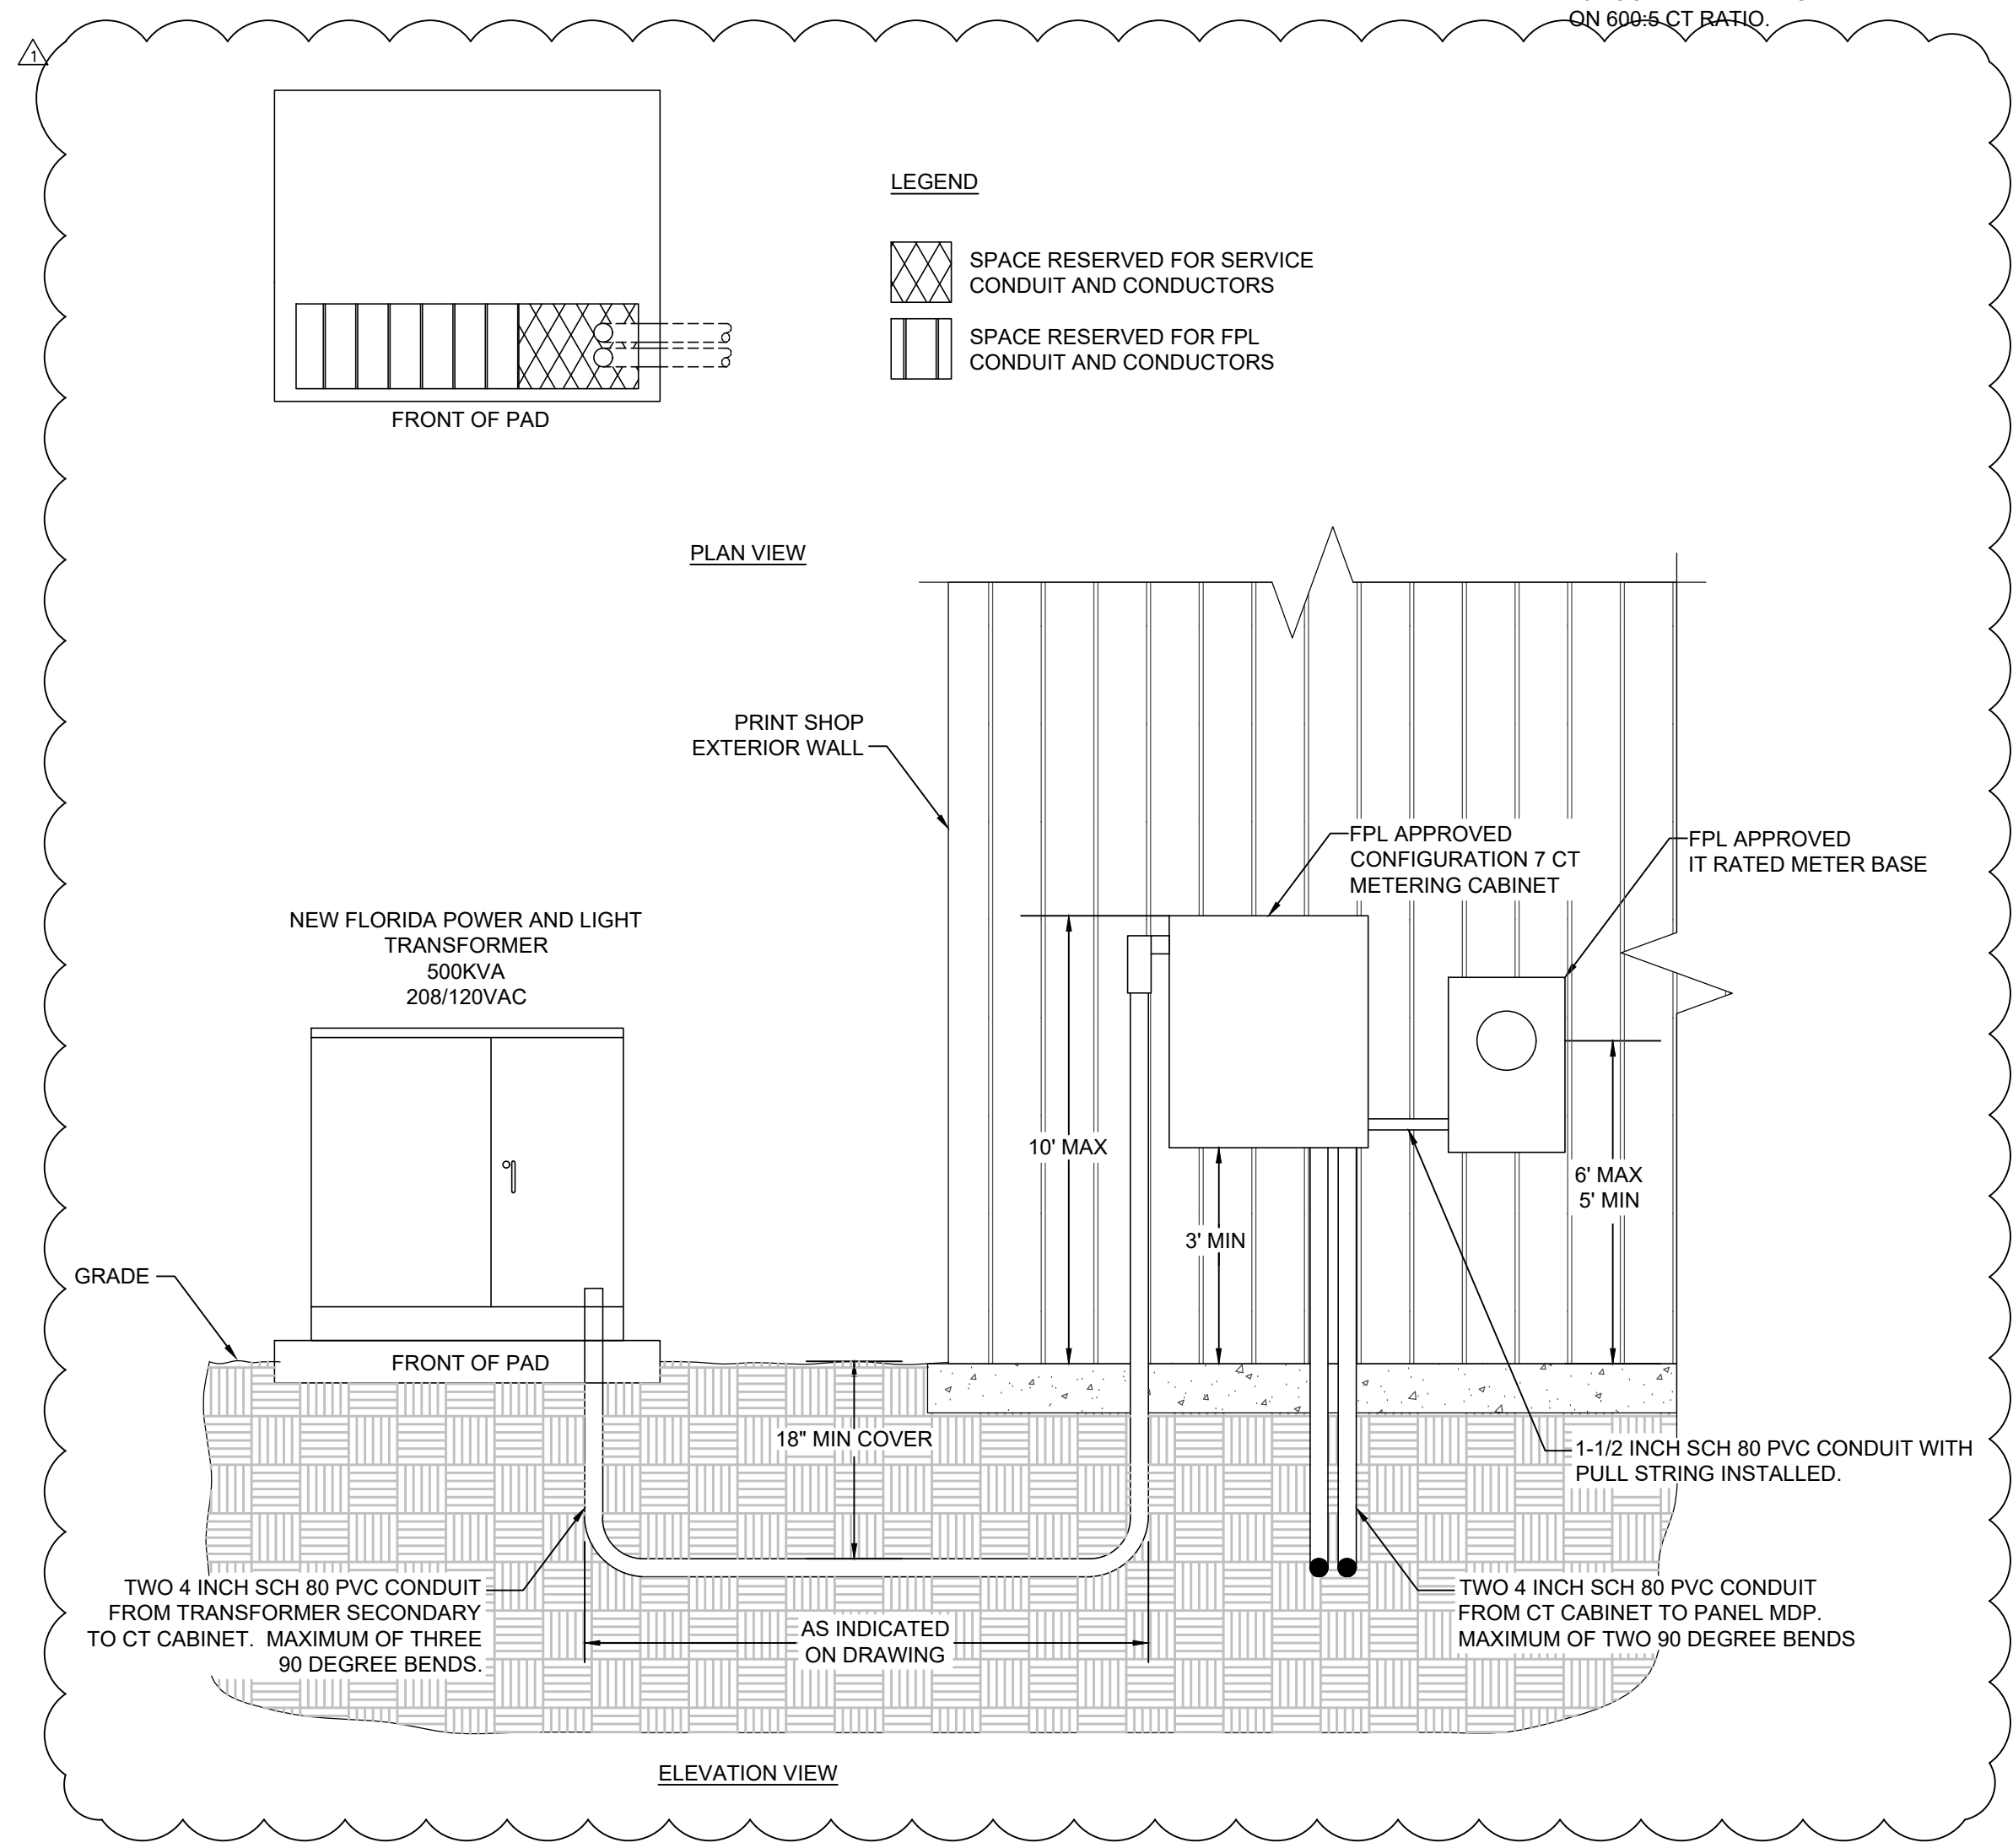 ON 600:5 CT RATIO.
1
LEGEND
SPACE RESERVED FOR SERVICE
CONDUIT AND CONDUCTORS
SPACE RESERVED FOR FPL
CONDUIT AND CONDUCTORS
FRONT OF PAD
PLAN VIEW
PRINT SHOP
EXTERIOR WALL
FPL APPROVED
CONFIGURATION 7 CT
METERING CABINET
FPL APPROVED
IT RATED METER BASE
NEW FLORIDA POWER AND LIGHT
TRANSFORMER
500KVA
208/120VAC
10' MAX
6' MAX
5' MIN
3' MIN
GRADE
FRONT OF PAD
18" MIN COVER
1-1/2 INCH SCH 80 PVC CONDUIT WITH
PULL STRING INSTALLED.
TWO 4 INCH SCH 80 PVC CONDUIT
FROM TRANSFORMER SECONDARY
TO CT CABINET.  MAXIMUM OF THREE
90 DEGREE BENDS.
AS INDICATED
ON DRAWING
TWO 4 INCH SCH 80 PVC CONDUIT
FROM CT CABINET TO PANEL MDP.
MAXIMUM OF TWO 90 DEGREE BENDS
ELEVATION VIEW